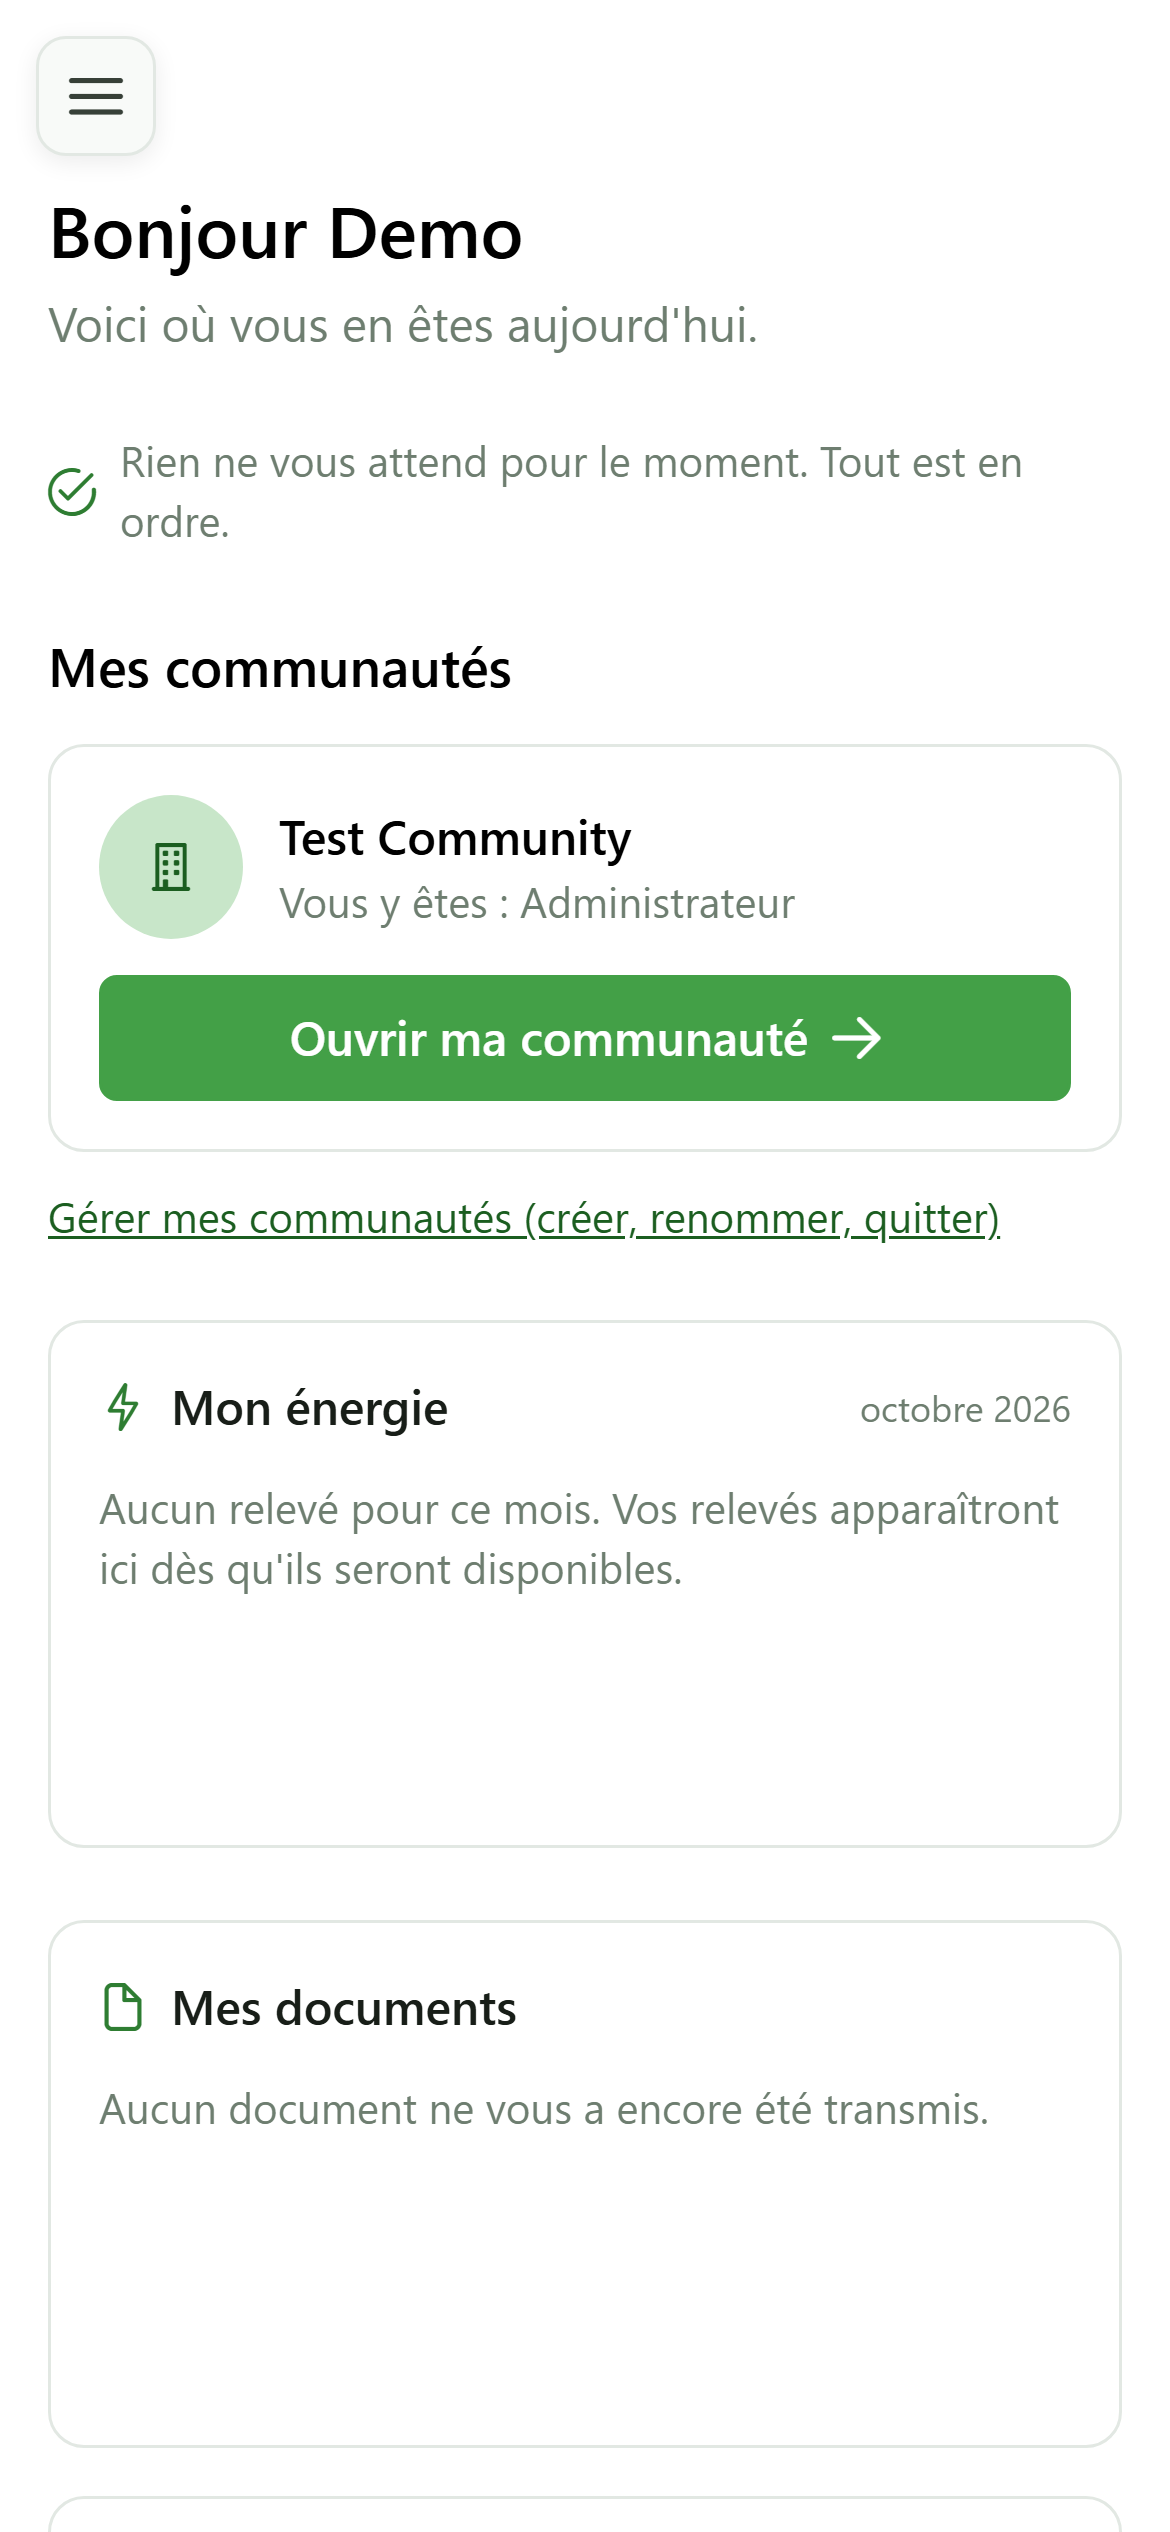 Bonjour Demo
Voici où vous en êtes aujourd'hui.
Rien ne vous attend pour le moment. Tout est en
ordre.
Mes communautés
Test Community
Vous y êtes : Administrateur
Ouvrir ma communauté
Gérer mes communautés (créer, renommer, quitter)
Mon énergie
octobre 2026
Aucun relevé pour ce mois. Vos relevés apparaîtront
ici dès qu'ils seront disponibles.
Mes documents
Aucun document ne vous a encore été transmis.